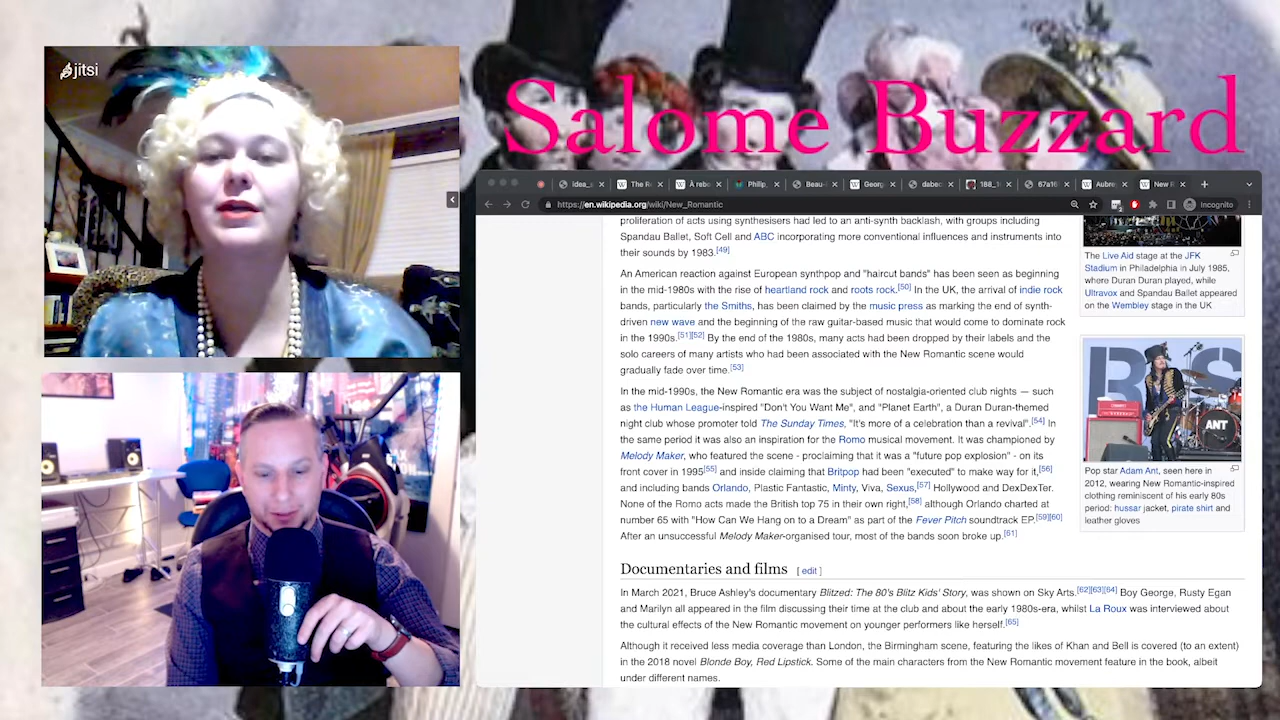 jitsi
Salome Buzzard
idea_s
The Re
À rebo
Philip_
Beau-
Georg
dabed
188_1
67a16
Aubre
New R
https://en.wikipedia.org/wiki/New_Romantic
Incognito
proliferation of acts using synthesisers had led to an anti-synth backlash, with groups including
Spandau Ballet, Soft Cell and ABC incorporating more conventional influences and instruments into
their sounds by 1983.[49]
An American reaction against European synthpop and "haircut bands" has been seen as beginning
in the mid-1980s with the rise of heartland rock and roots rock.[50] In the UK, the arrival of indie rock
bands, particularly the Smiths, has been claimed by the music press as marking the end of synth-
driven new wave and the beginning of the raw guitar-based music that would come to dominate rock
in the 1990s.[51][52] By the end of the 1980s, many acts had been dropped by their labels and the
solo careers of many artists who had been associated with the New Romantic scene would
gradually fade over time.[53]
In the mid-1990s, the New Romantic era was the subject of nostalgia-oriented club nights — such
as the Human League-inspired "Don't You Want Me", and "Planet Earth", a Duran Duran-themed
night club whose promoter told The Sunday Times, "It's more of a celebration than a revival".[54] In
the same period it was also an inspiration for the Romo musical movement. It was championed by
Melody Maker, who featured the scene - proclaiming that it was a "future pop explosion" - on its
front cover in 1995[55] and inside claiming that Britpop had been "executed" to make way for it,[56]
and including bands Orlando, Plastic Fantastic, Minty, Viva, Sexus,[57] Hollywood and DexDexTer.
None of the Romo acts made the British top 75 in their own right,[58] although Orlando charted at
number 65 with "How Can We Hang on to a Dream" as part of the Fever Pitch soundtrack EP.[59][60]
After an unsuccessful Melody Maker-organised tour, most of the bands soon broke up.[61]
The Live Aid stage at the JFK
Stadium in Philadelphia in July 1985,
where Duran Duran played, while
Ultravox and Spandau Ballet appeared
on the Wembley stage in the UK
ANT
Pop star Adam Ant, seen here in
2012, wearing New Romantic-inspired
clothing reminiscent of his early 80s
period: hussar jacket, pirate shirt and
leather gloves
Documentaries and films [ edit ]
In March 2021, Bruce Ashley's documentary Blitzed: The 80's Blitz Kids' Story, was shown on Sky Arts.[62][63][64] Boy George, Rusty Egan
and Marilyn all appeared in the film discussing their time at the club and about the early 1980s-era, whilst La Roux was interviewed about
the cultural effects of the New Romantic movement on younger performers like herself.[65]
Although it received less media coverage than London, the Birmingham scene, featuring the likes of Khan and Bell is covered (to an extent)
in the 2018 novel Blonde Boy, Red Lipstick. Some of the main characters from the New Romantic movement feature in the book, albeit
under different names.